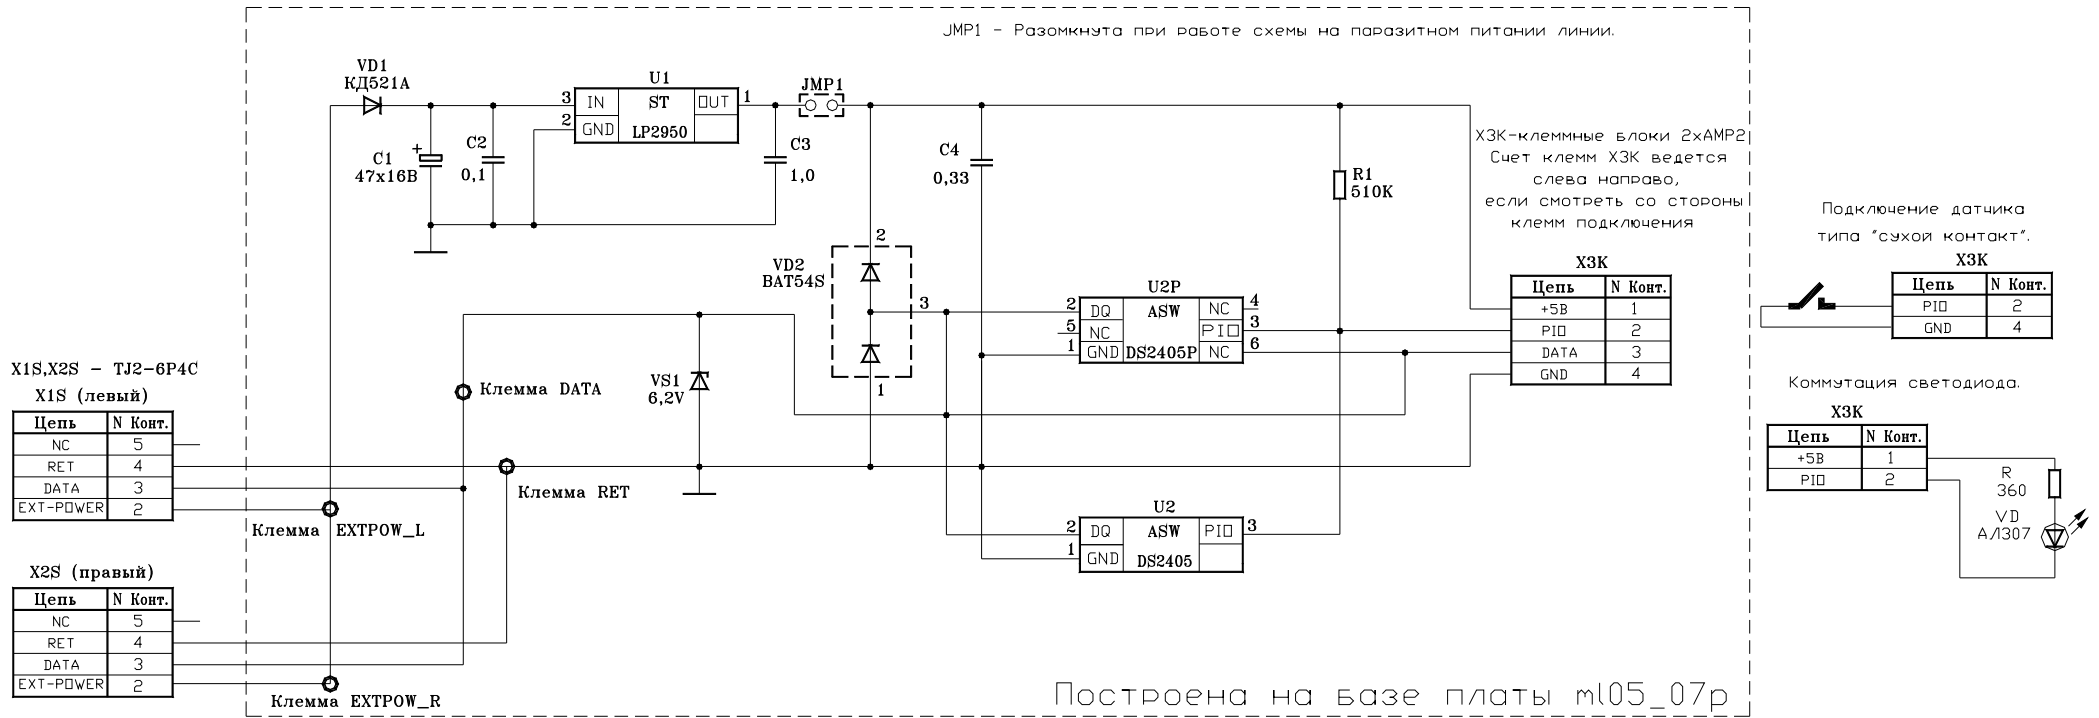 JMP1 - Разомкнута при работе схемы на паразитном питании линии.
VD1
КД521А
C1
+
47x16В
C2
0,1
U1
3 IN ST OUT 1
2 GND LP2950
JMP1
C3
1,0
C4
0,33
R1
510K
X3K-клеммные блоки 2xAMP2
Счет клемм X3K ведется
слева направо,
если смотреть со стороны
клемм подключения
X3K
Цепь N Конт.
+5В 1
PIO 2
DATA 3
GND 4
2
VD2
BAT54S
3
1
U2P
2 DQ ASW NC 4
5 NC PIO 3
1 GND DS2405P NC 6
VS1
6,2V
Клемма DATA
Клемма RET
U2
2 DQ ASW PIO 3
1 GND DS2405
X1S,X2S - TJ2-6P4C
X1S (левый)
Цепь N Конт.
NC 5
RET 4
DATA 3
EXT-POWER 2
Клемма EXTPOW_L
X2S (правый)
Цепь N Конт.
NC 5
RET 4
DATA 3
EXT-POWER 2
Клемма EXTPOW_R
Построена на базе платы ml05_07p
Подключение датчика
типа "сухой контакт".
X3K
Цепь N Конт.
PIO 2
GND 4
Коммутация светодиода.
X3K
Цепь N Конт.
+5В 1
PIO 2
R
360
VD
АЛ307